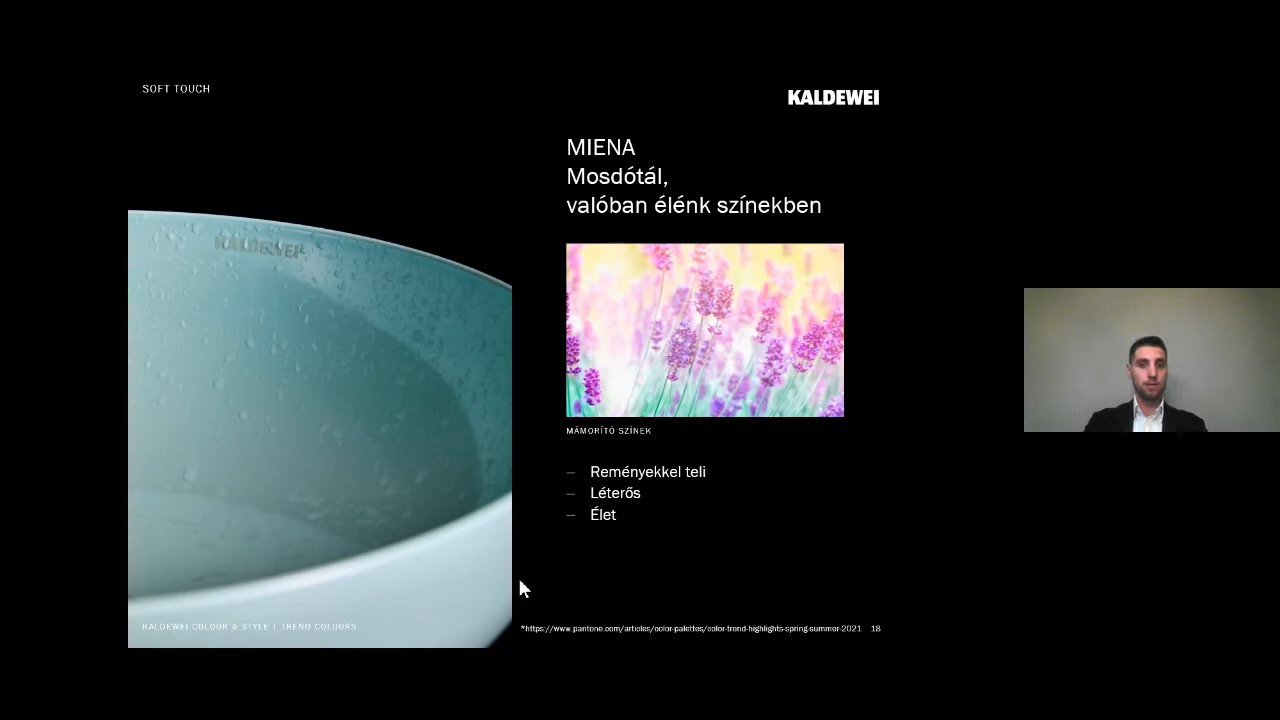 SOFT TOUCH
KALDEWEI
MIENA
Mosdótál,
valóban élénk színekben
KALDEWEI
MÁMORÍTÓ SZÍNEK
– Reményekkel teli
– Léterős
– Élet
KALDEWEI COLOUR & STYLE | TREND COLOURS
*https://www.pantone.com/articles/color-palettes/color-trend-highlights-spring-summer-2021 18